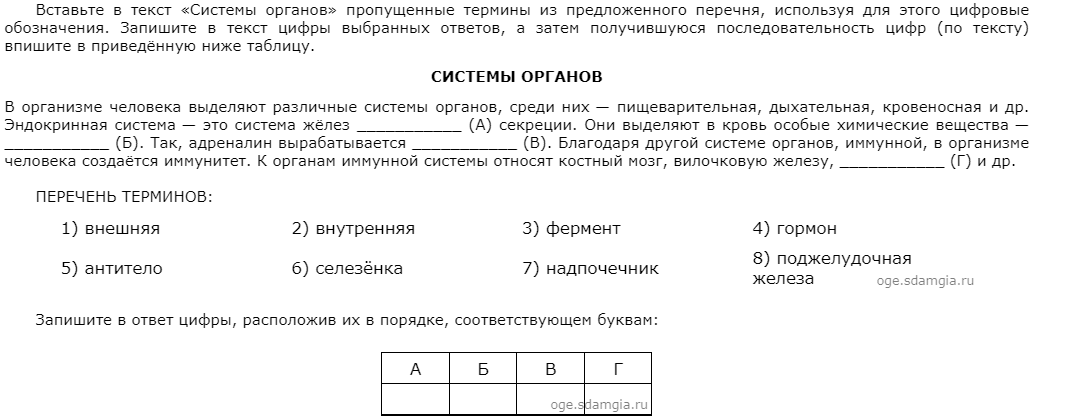 Вставьте в текст «Системы органов» пропущенные термины из предложенного перечня, используя для этого цифровые
обозначения. Запишите в текст цифры выбранных ответов, а затем получившуюся последовательность цифр (по тексту)
впишите в приведённую ниже таблицу.
СИСТЕМЫ ОРГАНОВ
В организме человека выделяют различные системы органов, среди них — пищеварительная, дыхательная, кровеносная и др.
Эндокринная система — это система жёлез ___________ (А) секреции. Они выделяют в кровь особые химические вещества —
___________ (Б). Так, адреналин вырабатывается ___________ (В). Благодаря другой системе органов, иммунной, в организме
человека создаётся иммунитет. К органам иммунной системы относят костный мозг, вилочковую железу, ___________ (Г) и др.
ПЕРЕЧЕНЬ ТЕРМИНОВ:
1) внешняя 2) внутренняя 3) фермент 4) гормон
5) антитело 6) селезёнка 7) надпочечник 8) поджелудочная
железа oge.sdamgia.ru
Запишите в ответ цифры, расположив их в порядке, соответствующем буквам:
А Б В Г
oge.sdamgia.ru